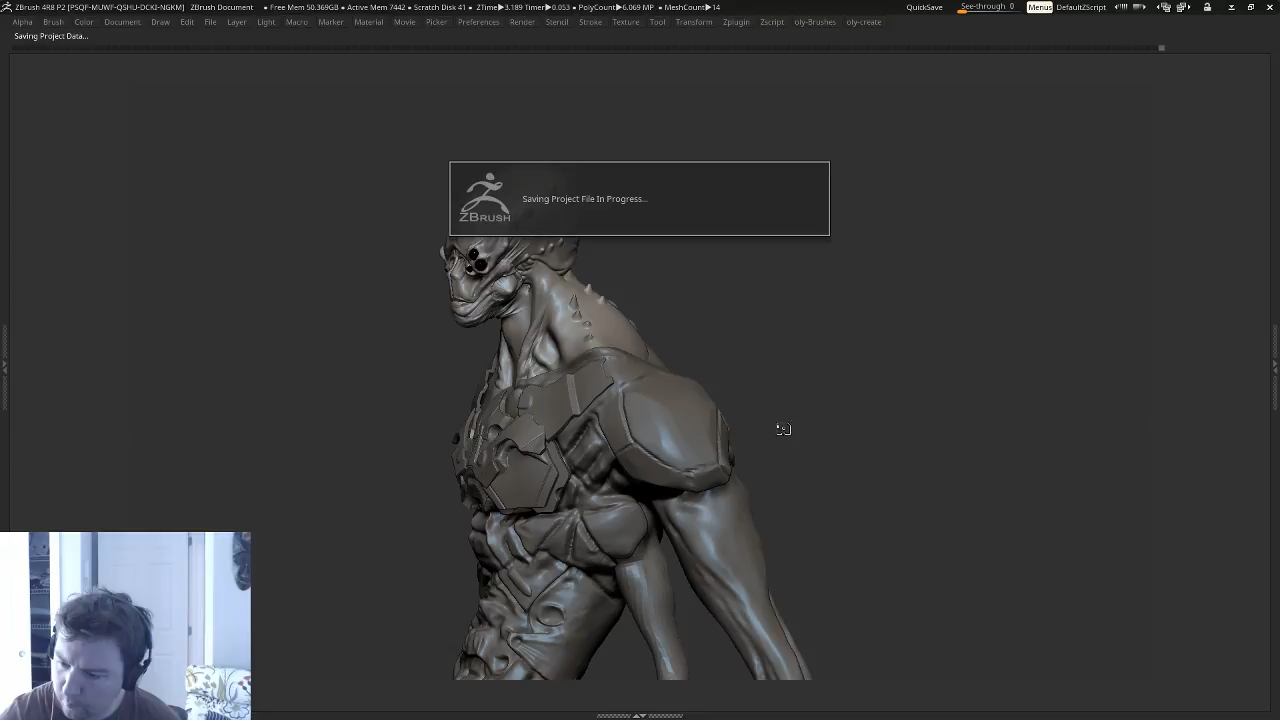 ZBrush 4R8 P2 [PSQF-MUWF-QSHU-DCKI-NGKM] ZBrush Document ● Free Mem 50.369GB ● Active Mem 7442 ● Scratch Disk 41 ● ZTime▶3.189 Timer▶0.053 ● PolyCount▶6.069 MP ● MeshCount▶14 QuickSave See-through 0 Menus DefaultZScript
Alpha Brush Color Document Draw Edit File Layer Light Macro Marker Material Movie Picker Preferences Render Stencil Stroke Texture Tool Transform Zplugin Zscript oly-Brushes oly-create
Saving Project Data...
Saving Project File In Progress...
ZBRUSH